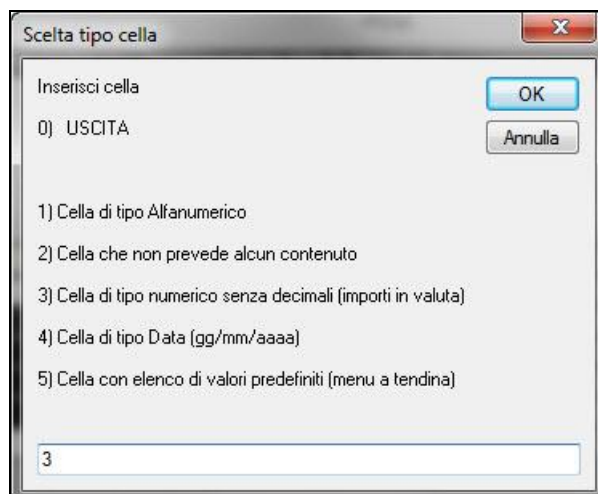 Scelta tipo cella
Inserisci cella
OK
0) USCITA
Annulla
1) Cella di tipo Alfanumerico
2) Cella che non prevede alcun contenuto
3) Cella di tipo numerico senza decimali (importi in valuta)
4) Cella di tipo Data (gg/mm/aaaa)
5) Cella con elenco di valori predefiniti (menu a tendina)
3